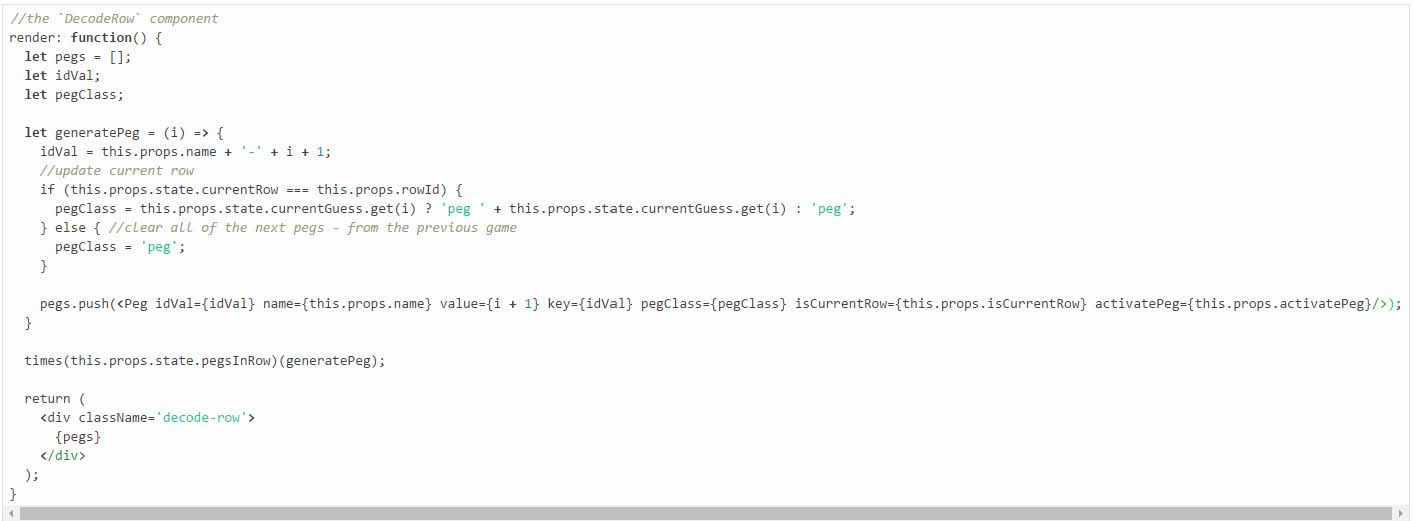 //the `DecodeRow` component
render: function() {
  let pegs = [];
  let idVal;
  let pegClass;

  let generatePeg = (i) => {
    idVal = this.props.name + '-' + i + 1;
    //update current row
    if (this.props.state.currentRow === this.props.rowId) {
      pegClass = this.props.state.currentGuess.get(i) ? 'peg ' + this.props.state.currentGuess.get(i) : 'peg';
    } else { //clear all of the next pegs - from the previous game
      pegClass = 'peg';
    }

    pegs.push(<Peg idVal={idVal} name={this.props.name} value={i + 1} key={idVal} pegClass={pegClass} isCurrentRow={this.props.isCurrentRow} activatePeg={this.props.activatePeg}/>);
  }

  times(this.props.state.pegsInRow)(generatePeg);

  return (
    <div className='decode-row'>
      {pegs}
    </div>
  );
}